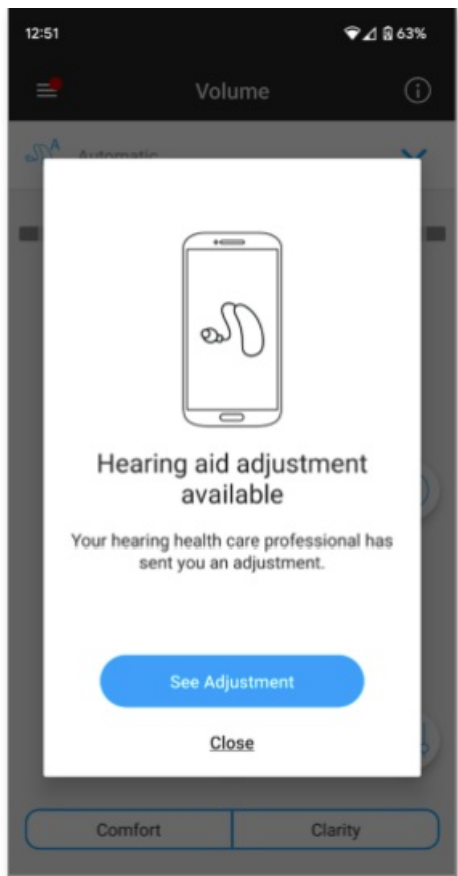 12:51 63%
Volume
A Automatic
Hearing aid adjustment
available
Your hearing health care professional has
sent you an adjustment.
See Adjustment
Close
Comfort Clarity